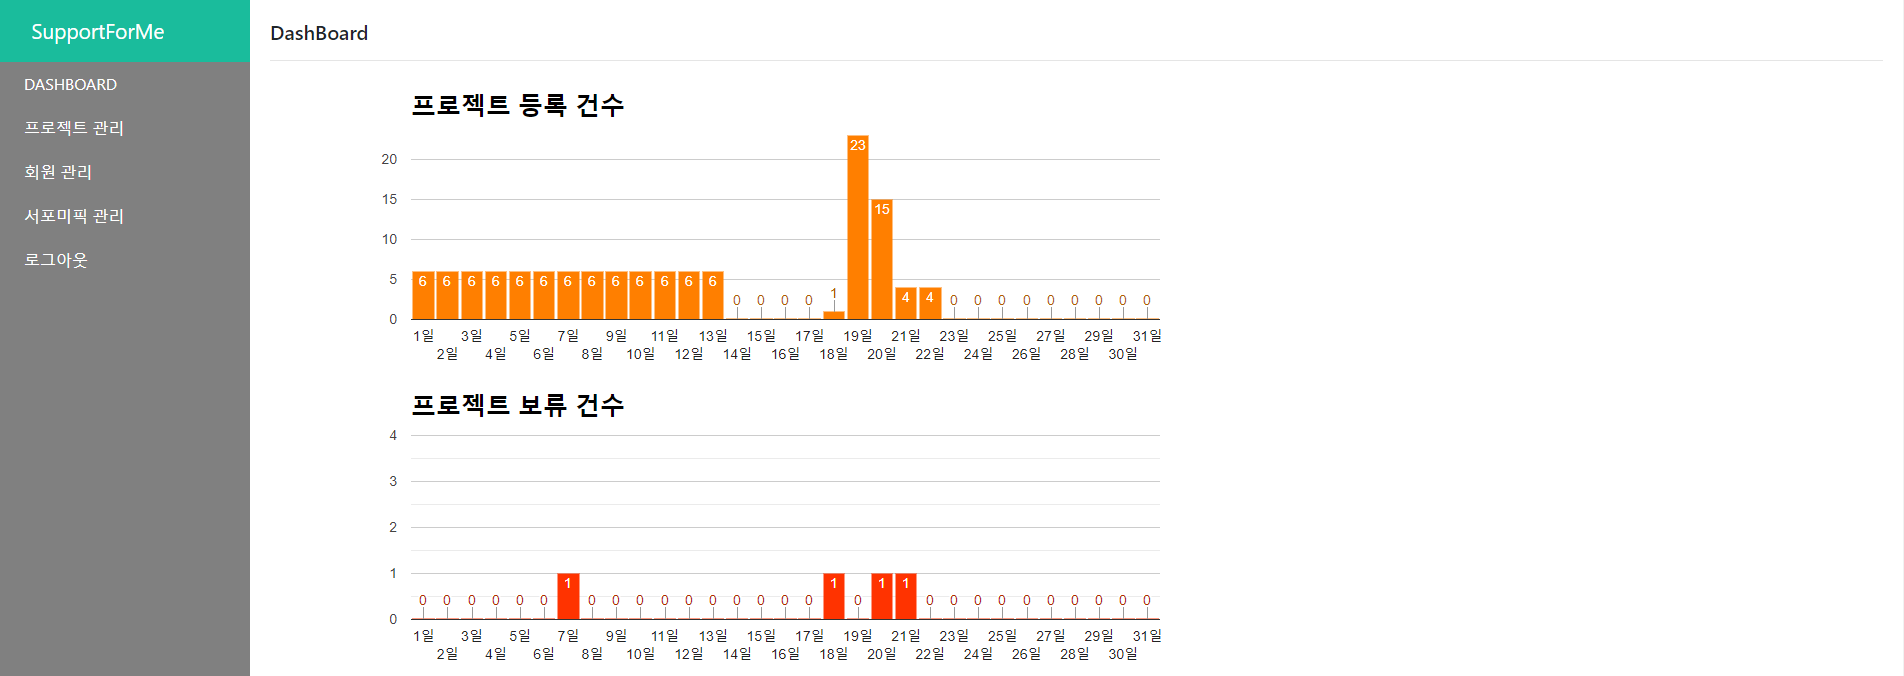 SupportForMe
DASHBOARD
프로젝트 관리
회원 관리
서포미픽 관리
로그아웃
DashBoard
프로젝트 등록 건수
20
15
10
5
0
23
15
6 6 6 6 6 6 6 6 6 6 6 6 6 0 0 0 0 1 4 4 0 0 0 0 0 0 0 0 0
1일 3일 5일 7일 9일 11일 13일 15일 17일 19일 21일 23일 25일 27일 29일 31일
2일 4일 6일 8일 10일 12일 14일 16일 18일 20일 22일 24일 26일 28일 30일
프로젝트 보류 건수
4
3
2
1
0
0 0 0 0 0 0 1 0 0 0 0 0 0 0 0 0 0 1 0 1 1 0 0 0 0 0 0 0 0 0 0
1일 3일 5일 7일 9일 11일 13일 15일 17일 19일 21일 23일 25일 27일 29일 31일
2일 4일 6일 8일 10일 12일 14일 16일 18일 20일 22일 24일 26일 28일 30일